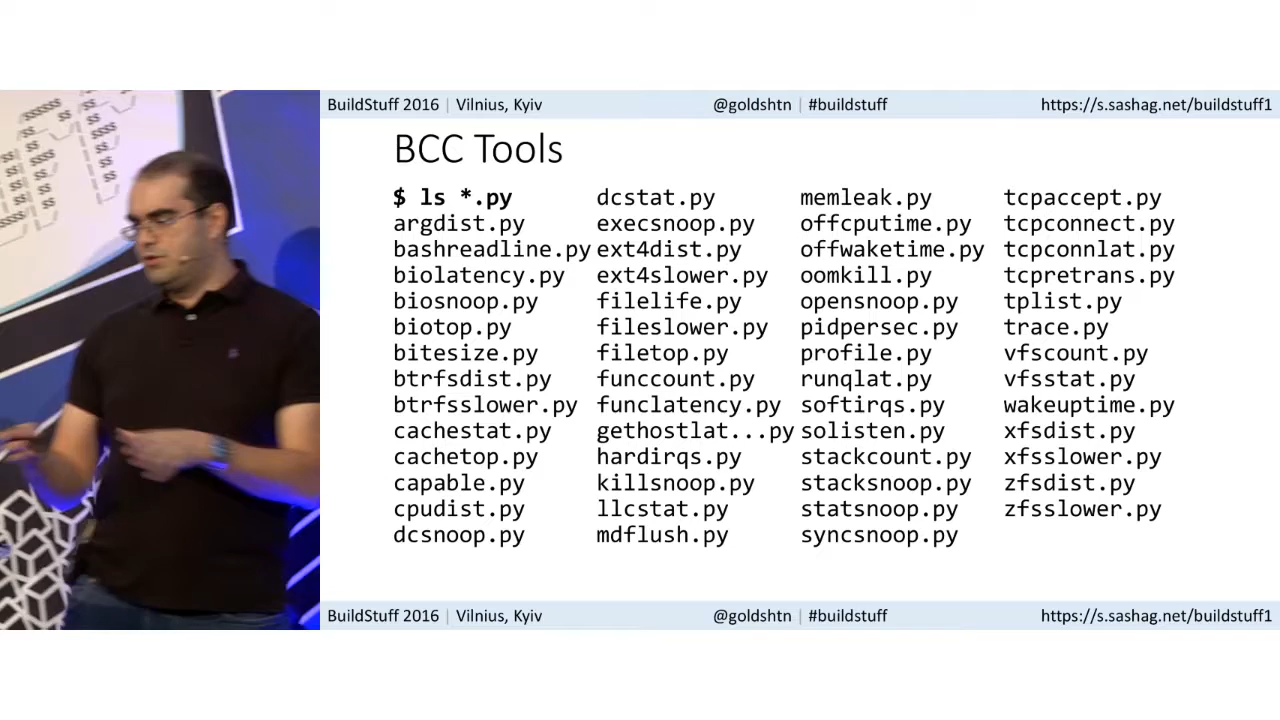 BuildStuff 2016 | Vilnius, Kyiv @goldshtn | #buildstuff https://s.sashag.net/buildstuff1
BCC Tools
$ ls *.py
argdist.py
bashreadline.py
biolatency.py
biosnoop.py
biotop.py
bitesize.py
btrfsdist.py
btrfsslower.py
cachestat.py
cachetop.py
capable.py
cpudist.py
dcsnoop.py
dcstat.py
execsnoop.py
ext4dist.py
ext4slower.py
filelife.py
fileslower.py
filetop.py
funccount.py
funclatency.py
gethostlat...py
hardirqs.py
killsnoop.py
llcstat.py
mdflush.py
memleak.py
offcputime.py
offwaketime.py
oomkill.py
opensnoop.py
pidpersec.py
profile.py
runqlat.py
softirqs.py
solisten.py
stackcount.py
stacksnoop.py
statsnoop.py
syncsnoop.py
tcpaccept.py
tcpconnect.py
tcpconnlat.py
tcpretrans.py
tplist.py
trace.py
vfscount.py
vfsstat.py
wakeuptime.py
xfsdist.py
xfsslower.py
zfsdist.py
zfsslower.py
BuildStuff 2016 | Vilnius, Kyiv @goldshtn | #buildstuff https://s.sashag.net/buildstuff1